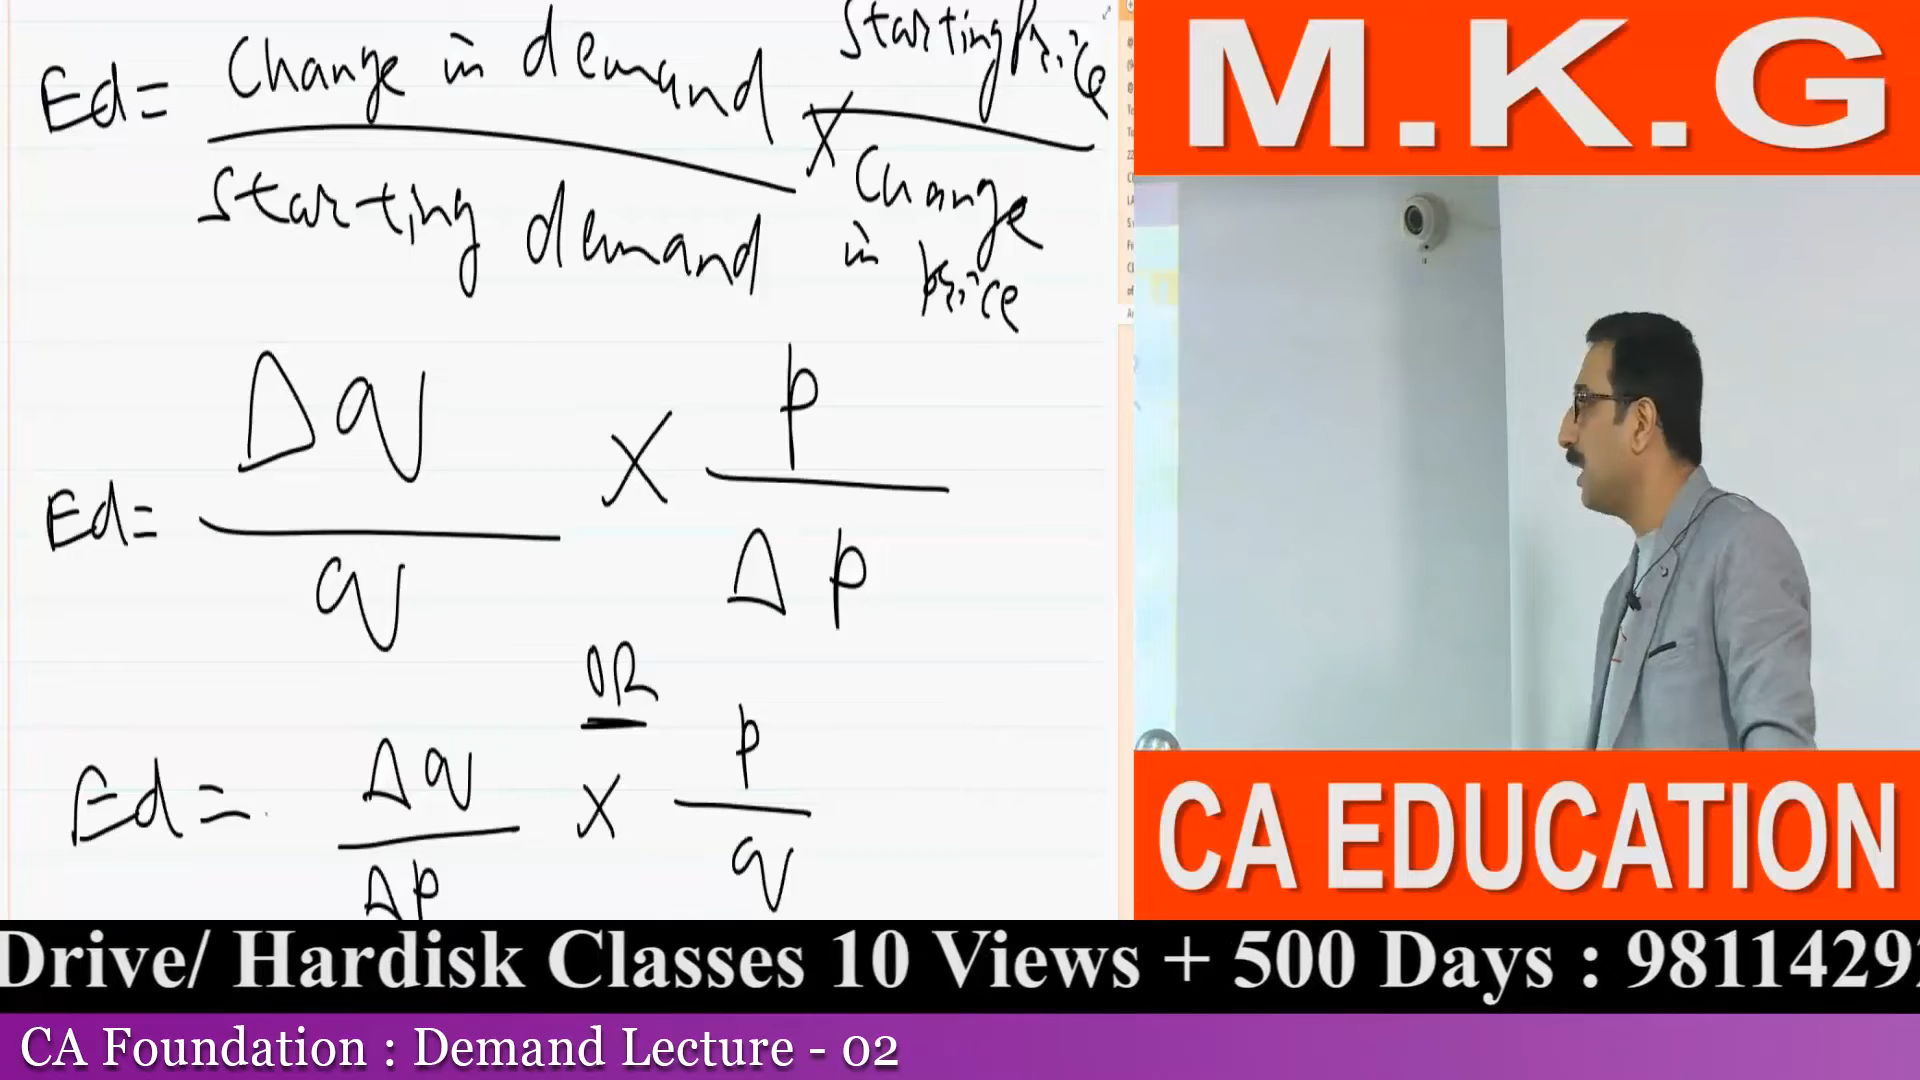 Starting Price
Ed = Change in demand
X
Starting demand
Change
in Price
Δq X P
Ed =
q ΔP
OR
Ed = Δq X P
ΔP q
M.K.G
CA EDUCATION
Drive/ Hardisk Classes 10 Views + 500 Days : 98114292
CA Foundation : Demand Lecture - 02